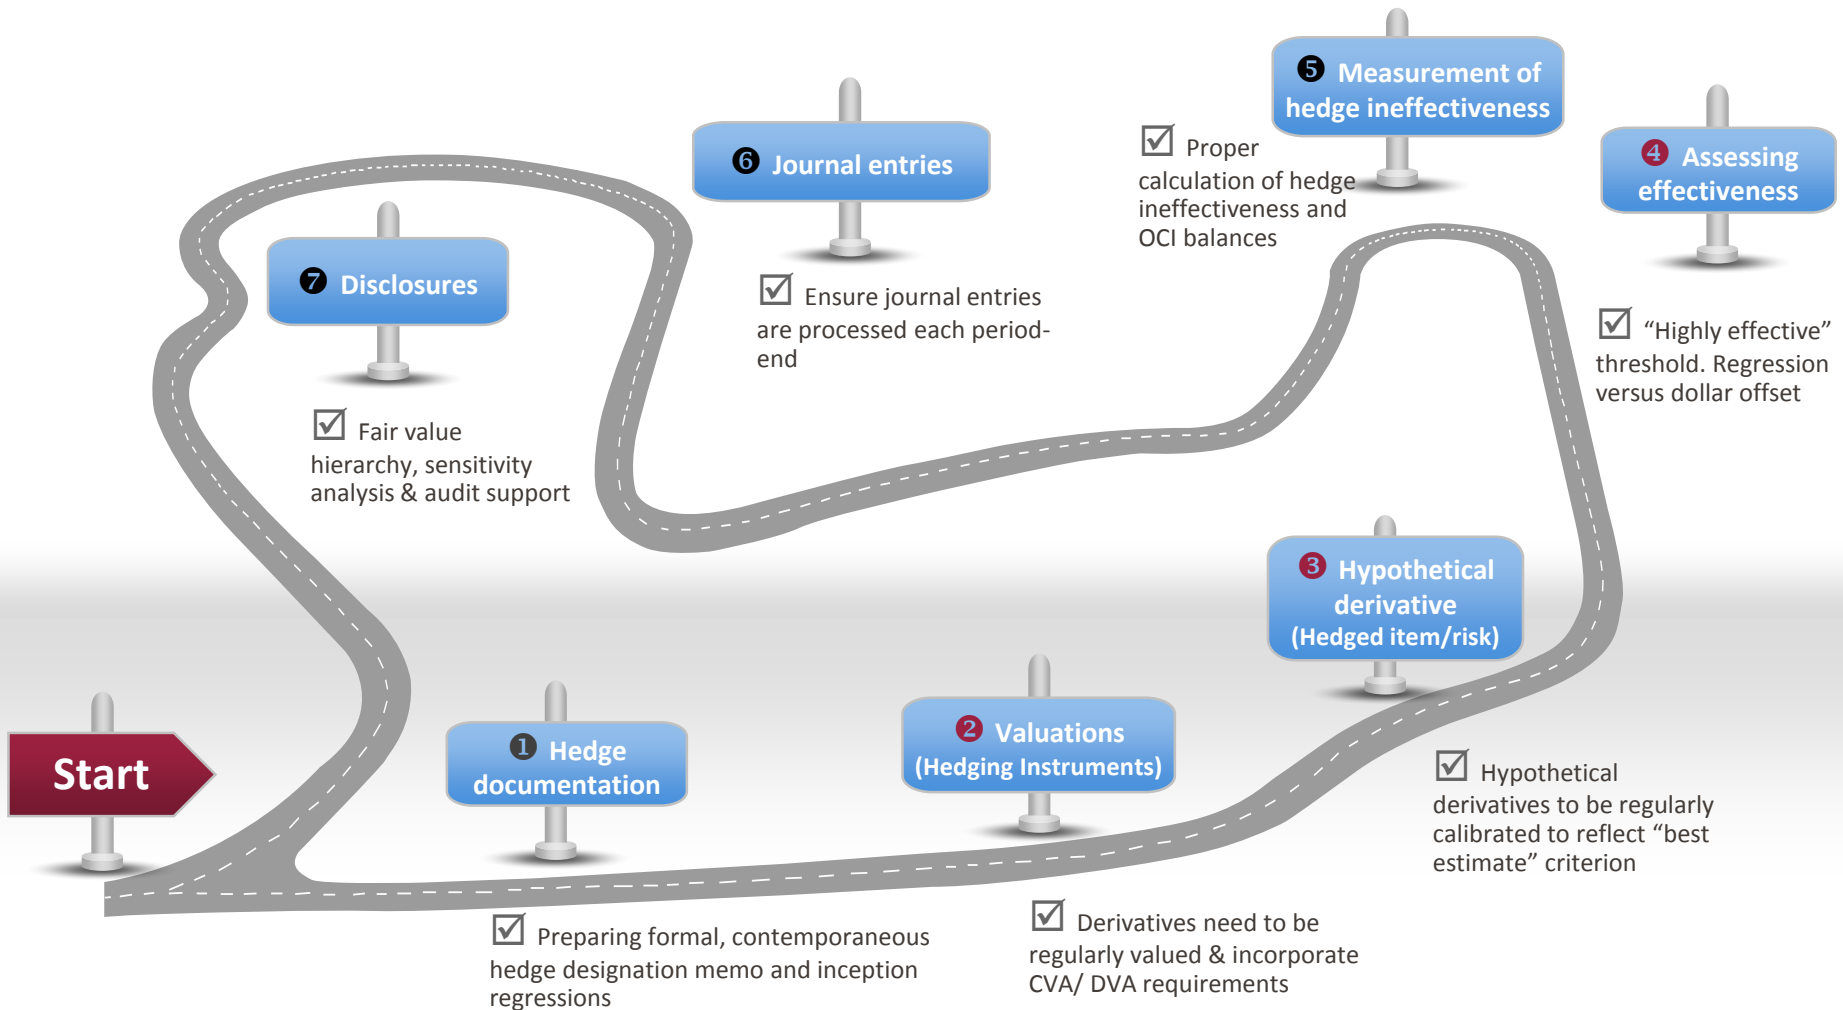 Start
❶ Hedge
documentation
☑ Preparing formal, contemporaneous
hedge designation memo and inception
regressions
❷ Valuations
(Hedging Instruments)
☑ Derivatives need to be
regularly valued & incorporate
CVA/ DVA requirements
❸ Hypothetical
derivative
(Hedged item/risk)
☑ Hypothetical
derivatives to be regularly
calibrated to reflect “best
estimate” criterion
❹ Assessing
effectiveness
☑ “Highly effective”
threshold. Regression
versus dollar offset
❺ Measurement of
hedge ineffectiveness
☑ Proper
calculation of hedge
ineffectiveness and
OCI balances
❻ Journal entries
☑ Ensure journal entries
are processed each period-
end
❼ Disclosures
☑ Fair value
hierarchy, sensitivity
analysis & audit support